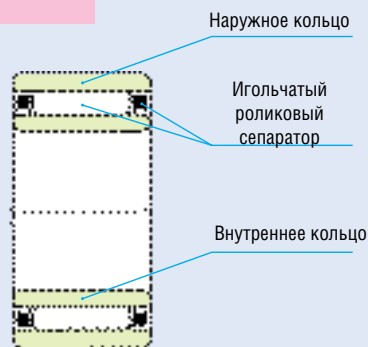 Наружное кольцо
Игольчатый
роликовый
сепаратор
Внутреннее кольцо